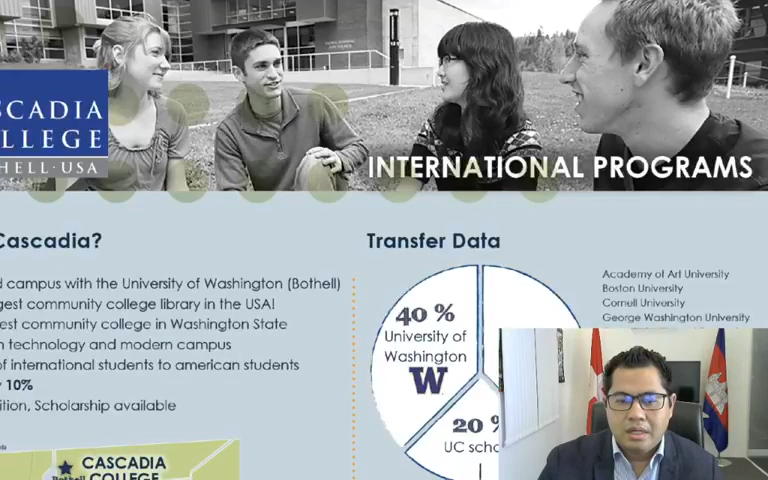 SCADIA
LLEGE
HELL·USA
INTERNATIONAL PROGRAMS
Cascadia?
campus with the University of Washington (Bothell)
gest community college library in the USA!
est community college in Washington State
technology and modern campus
of international students to american students
10%
ition, Scholarship available
CASCADIA
Bothell COLLEGE
Transfer Data
40 %
University of
Washington
W
20 %
UC scho
Academy of Art University
Boston University
Cornell University
George Washington University